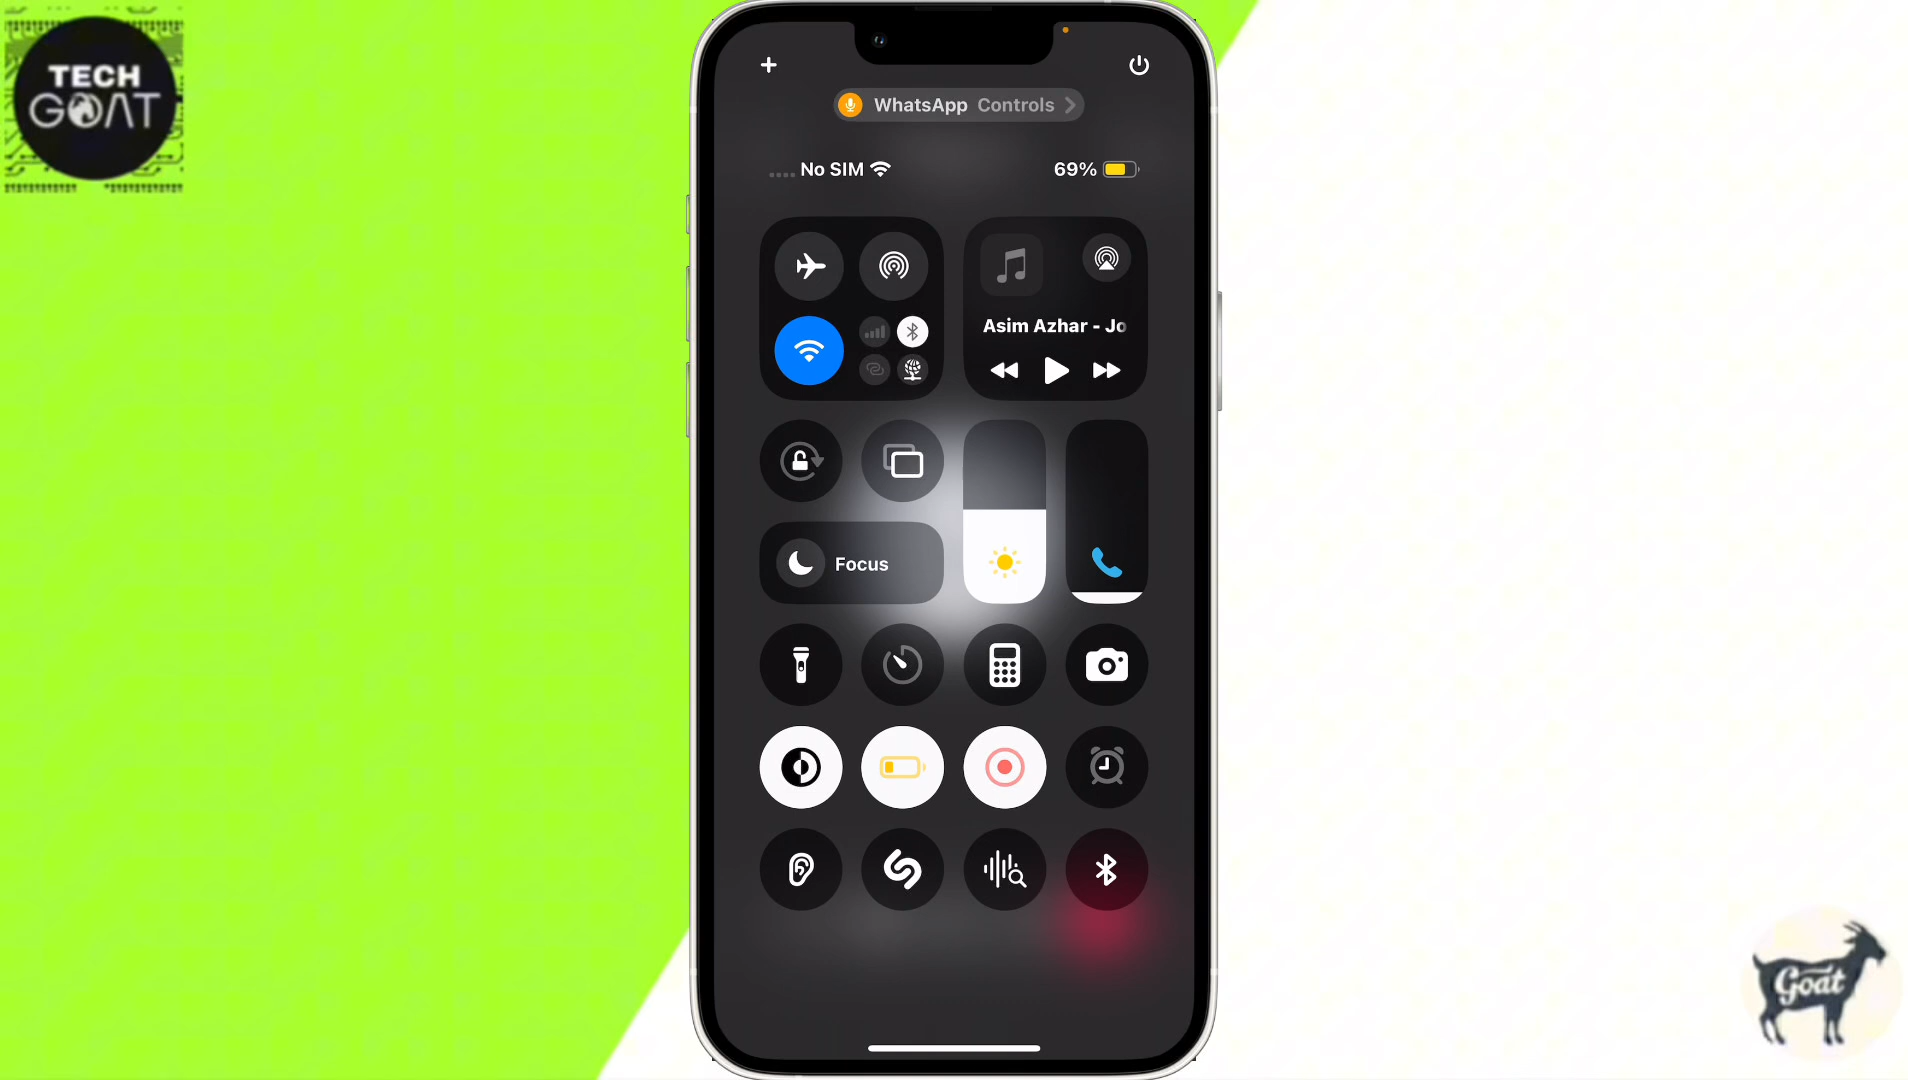 TECH
GOAT
WhatsApp Controls
No SIM
69%
Asim Azhar - Jo
Focus
Goat